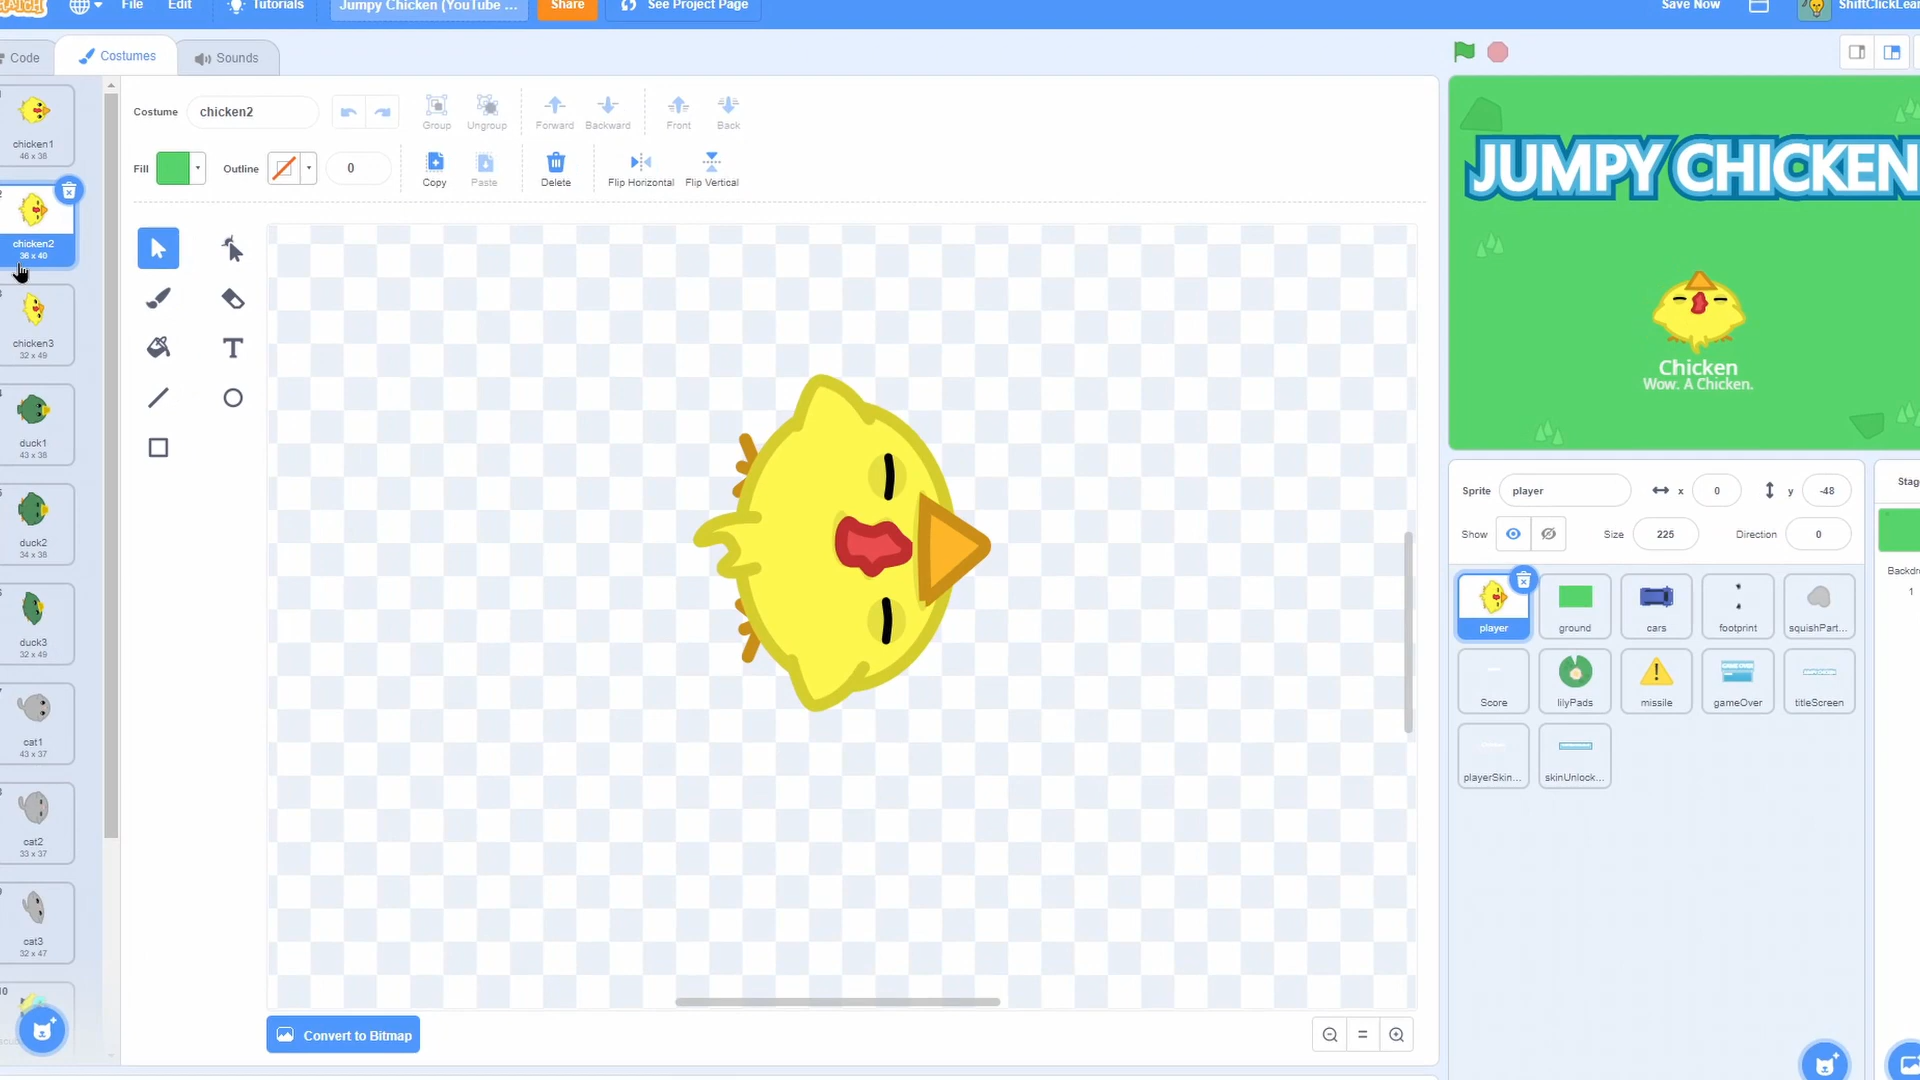 File
Edit
Tutorials
Jumpy Chicken (YouTube ...
Share
See Project Page
Save Now
Code
Costumes
Sounds
chicken1
46 x 38
chicken2
36 x 40
chicken3
32 x 49
duck1
43 x 38
duck2
34 x 38
duck3
32 x 49
cat1
43 x 37
cat2
33 x 37
cat3
32 x 47
10
Costume
chicken2
Group
Ungroup
Forward
Backward
Front
Back
Fill
Outline
0
Copy
Paste
Delete
Flip Horizontal
Flip Vertical
T
Convert to Bitmap
JUMPY CHICKEN
Chicken
Wow. A Chicken.
Sprite
player
x
0
y
-48
Show
Size
225
Direction
0
player
ground
cars
footprint
squishPart...
Score
lilyPads
missile
gameOver
titleScreen
playerSkin...
skinUnlock...
1